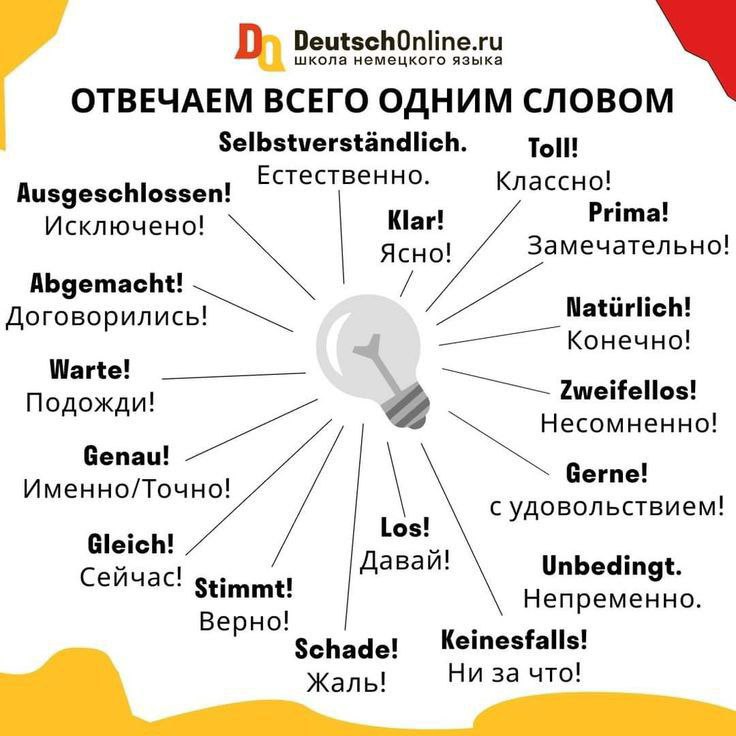 DeutschOnline.ru
школа немецкого языка
ОТВЕЧАЕМ ВСЕГО ОДНИМ СЛОВОМ
Selbstverständlich.
Естественно.
Toll!
Классно!
Ausgeschlossen!
Исключено!
Klar!
Ясно!
Prima!
Замечательно!
Abgemacht!
Договорились!
Natürlich!
Конечно!
Warte!
Подожди!
Zweifellos!
Несомненно!
Genau!
Именно/Точно!
Gerne!
с удовольствием!
Gleich!
Сейчас!
Los!
Давай!
Unbedingt.
Непременно.
Stimmt!
Верно!
Schade!
Жаль!
Keinesfalls!
Ни за что!